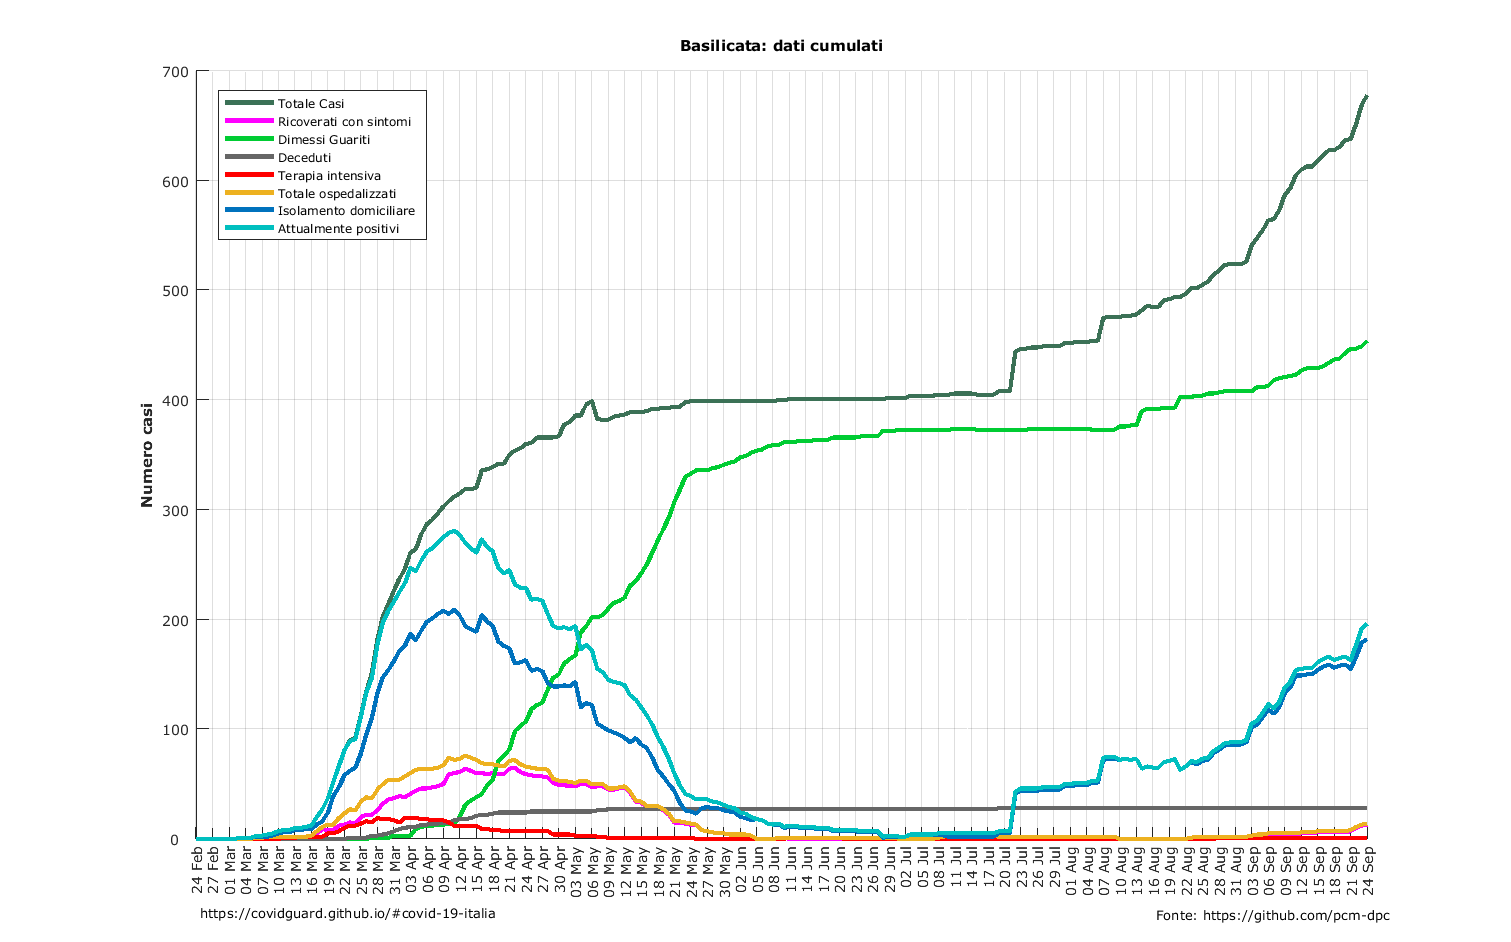 Basilicata: dati cumulati
Numero casi
700
600
500
400
300
200
100
0
Totale Casi
Ricoverati con sintomi
Dimessi Guariti
Deceduti
Terapia intensiva
Totale ospedalizzati
Isolamento domiciliare
Attualmente positivi
24 Feb
27 Feb
01 Mar
04 Mar
07 Mar
10 Mar
13 Mar
16 Mar
19 Mar
22 Mar
25 Mar
28 Mar
31 Mar
03 Apr
06 Apr
09 Apr
12 Apr
15 Apr
18 Apr
21 Apr
24 Apr
27 Apr
30 Apr
03 May
06 May
09 May
12 May
15 May
18 May
21 May
24 May
27 May
30 May
02 Jun
05 Jun
08 Jun
11 Jun
14 Jun
17 Jun
20 Jun
23 Jun
26 Jun
29 Jun
02 Jul
05 Jul
08 Jul
11 Jul
14 Jul
17 Jul
20 Jul
23 Jul
26 Jul
29 Jul
01 Aug
04 Aug
07 Aug
10 Aug
13 Aug
16 Aug
19 Aug
22 Aug
25 Aug
28 Aug
31 Aug
03 Sep
06 Sep
09 Sep
12 Sep
15 Sep
18 Sep
21 Sep
24 Sep
https://covidguard.github.io/#covid-19-italia
Fonte: https://github.com/pcm-dpc